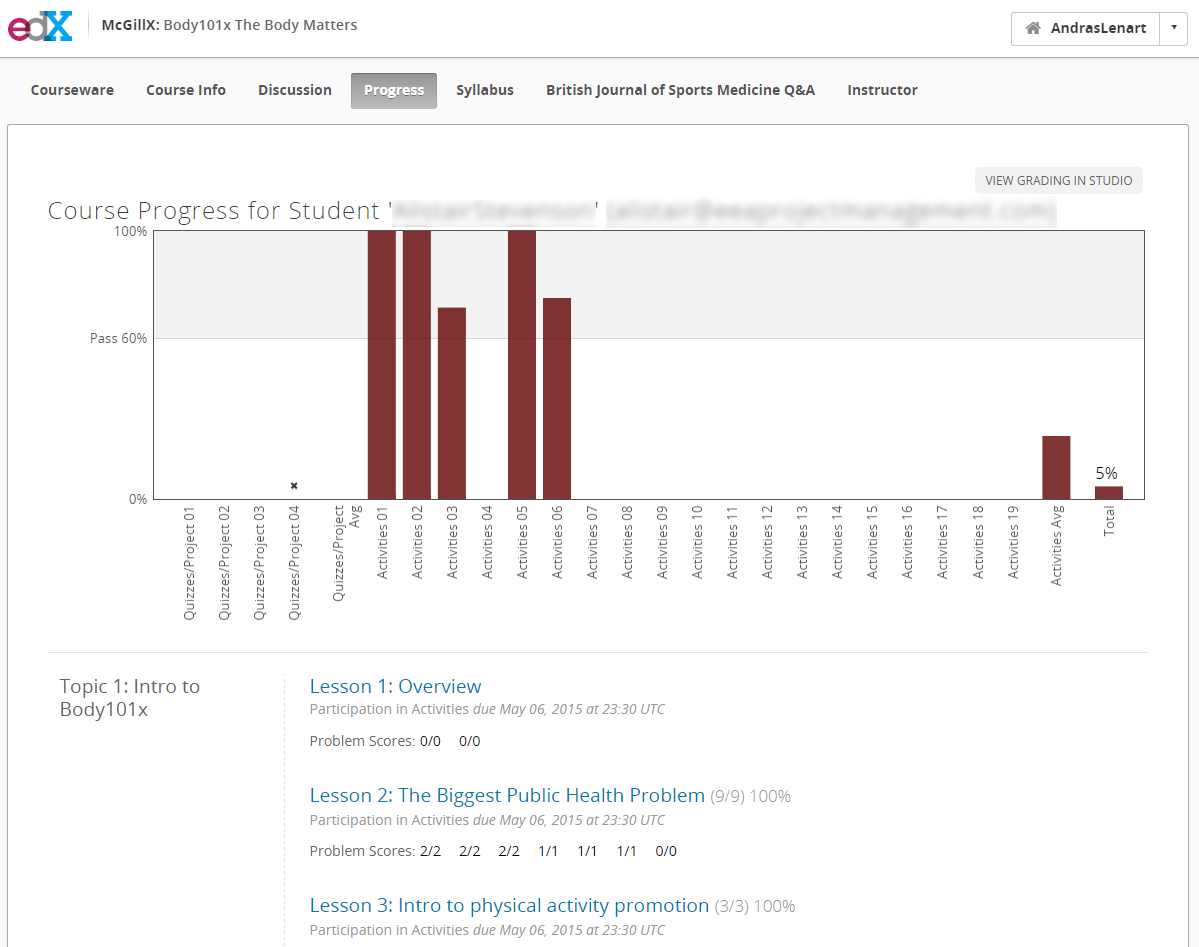 edX McGillX: Body101x The Body Matters AndrasLenart
Courseware Course Info Discussion Progress Syllabus British Journal of Sports Medicine Q&A Instructor
VIEW GRADING IN STUDIO
Course Progress for Student ' '
100%
Pass 60%
0%
5%
Quizzes/Project 01
Quizzes/Project 02
Quizzes/Project 03
Quizzes/Project 04
Quizzes/Project
Avg
Activities 01
Activities 02
Activities 03
Activities 04
Activities 05
Activities 06
Activities 07
Activities 08
Activities 09
Activities 10
Activities 11
Activities 12
Activities 13
Activities 14
Activities 15
Activities 16
Activities 17
Activities 18
Activities 19
Activities Avg
Total
Topic 1: Intro to
Body101x
Lesson 1: Overview
Participation in Activities due May 06, 2015 at 23:30 UTC
Problem Scores: 0/0 0/0
Lesson 2: The Biggest Public Health Problem (9/9) 100%
Participation in Activities due May 06, 2015 at 23:30 UTC
Problem Scores: 2/2 2/2 2/2 1/1 1/1 1/1 0/0
Lesson 3: Intro to physical activity promotion (3/3) 100%
Participation in Activities due May 06, 2015 at 23:30 UTC